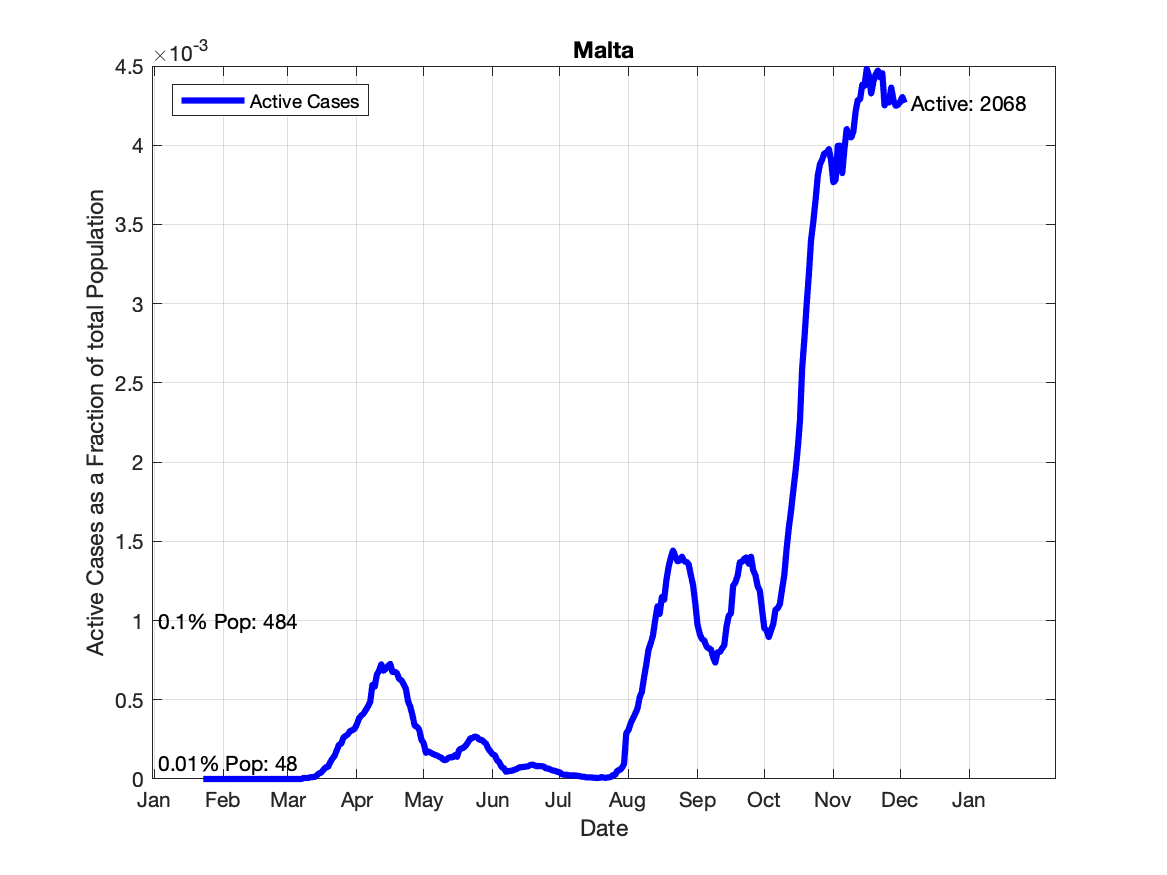 Malta
×10-3
4.5
4
3.5
3
2.5
2
1.5
1
0.5
0
Active Cases as a Fraction of total Population
Active Cases
Active: 2068
0.1% Pop: 484
0.01% Pop: 48
Jan Feb Mar Apr May Jun Jul Aug Sep Oct Nov Dec Jan
Date